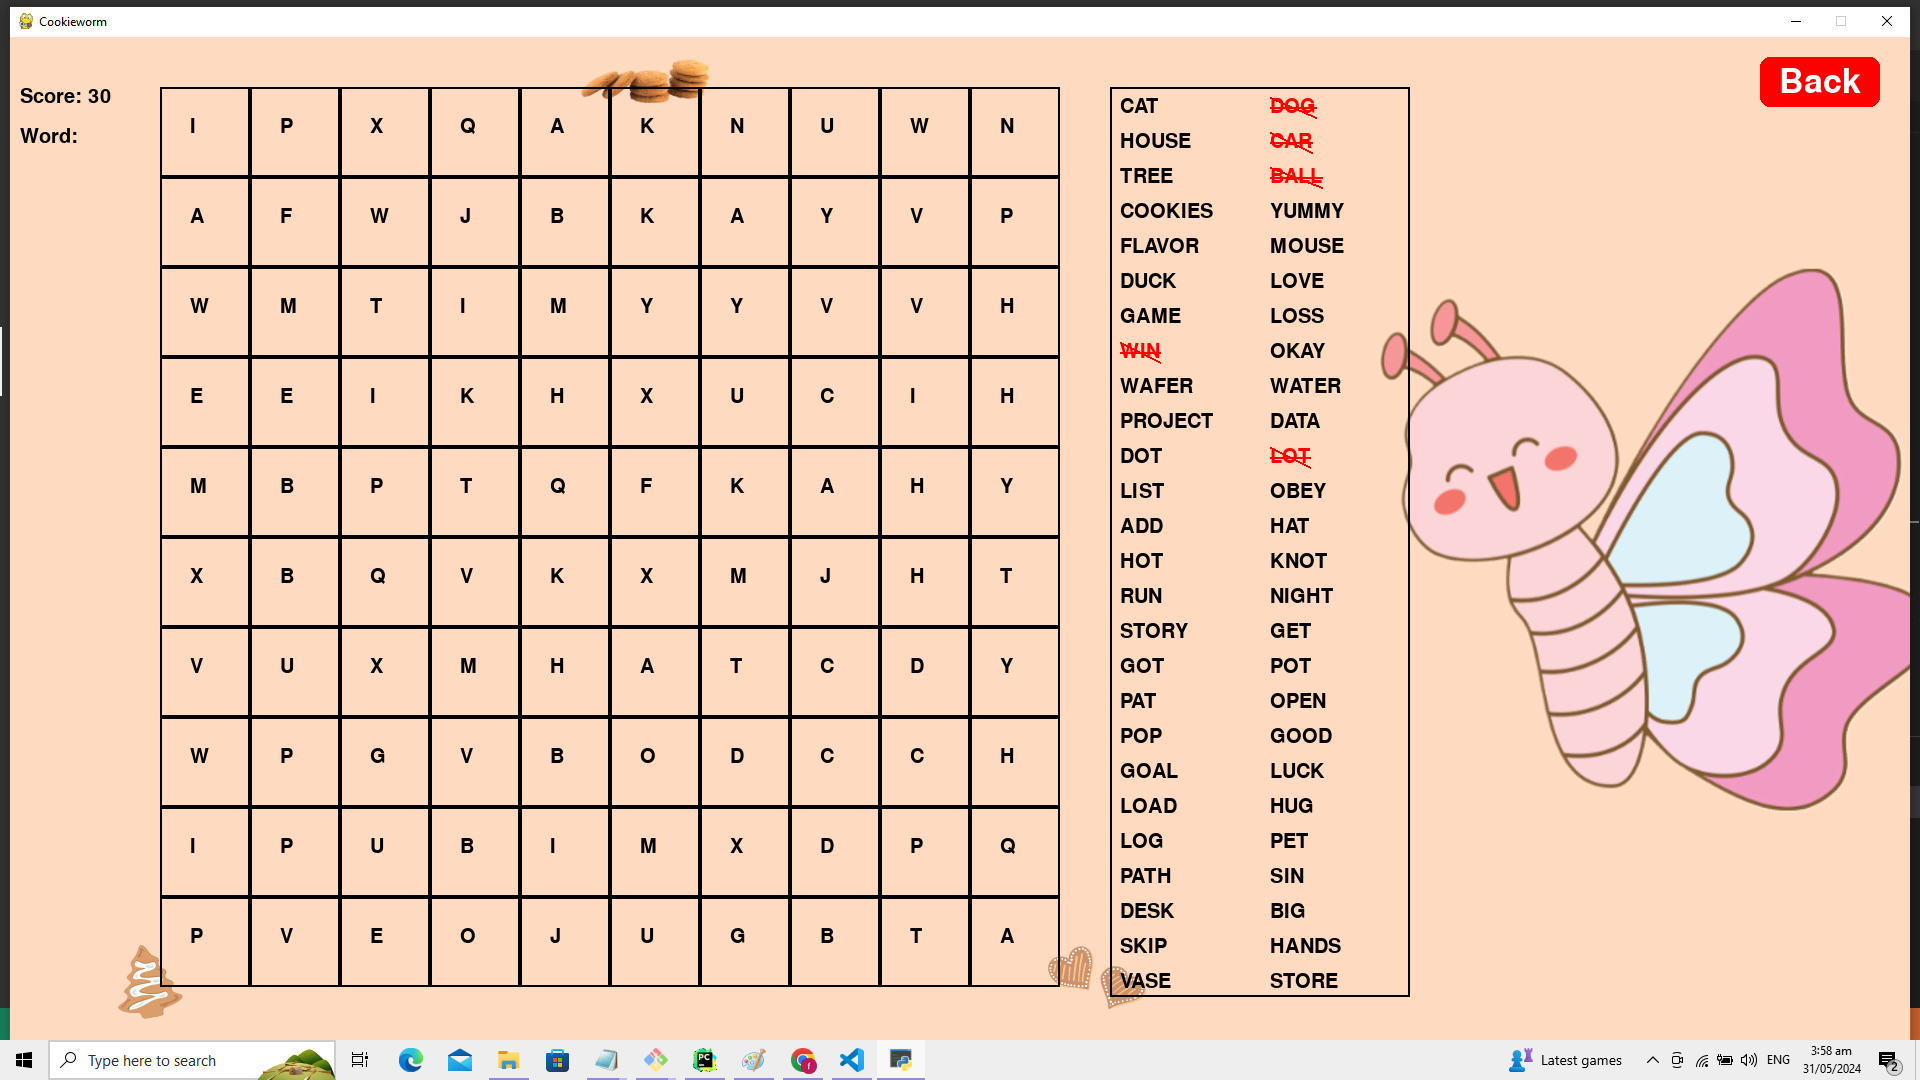 Cookieworm
Back
Score: 30
Word:
I P X Q A K N U W N
A F W J B K A Y V P
W M T I M Y Y V V H
E E I K H X U C I H
M B P T Q F K A H Y
X B Q V K X M J H T
V U X M H A T C D Y
W P G V B O D C C H
I P U B I M X D P Q
P V E O J U G B T A
CAT DOG
HOUSE CAR
TREE BALL
COOKIES YUMMY
FLAVOR MOUSE
DUCK LOVE
GAME LOSS
WIN OKAY
WAFER WATER
PROJECT DATA
DOT LOT
LIST OBEY
ADD HAT
HOT KNOT
RUN NIGHT
STORY GET
GOT POT
PAT OPEN
POP GOOD
GOAL LUCK
LOAD HUG
LOG PET
PATH SIN
DESK BIG
SKIP HANDS
VASE STORE
Type here to search
PC
f
Latest games
ENG
3:58 am
31/05/2024
2